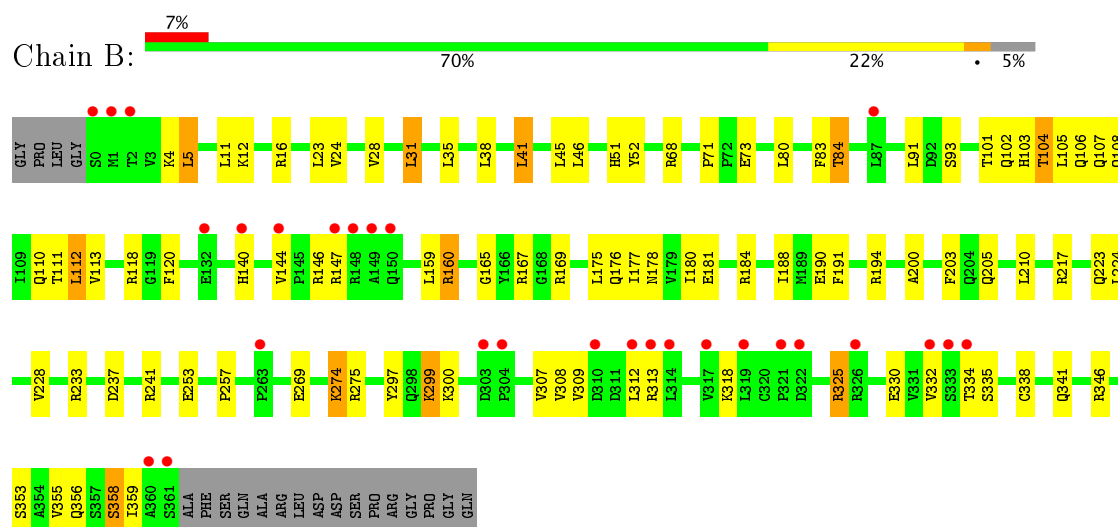 7%
Chain B:
70% 22% • 5%
GLY PRO LEU GLY S0 M1 T2 V3 K4 L5 L11 K12 R16 L23 V24 V28 L31 L35 L38 L41 L45 L46 H51 Y52 R68 P71 P72 E73 L80 F83 T84 L87 L91 D92 S93 T101 Q102 H103 T104 L105 Q106 Q107 Q108
I109 Q110 T111 L112 V113 R118 G119 F120 E132 H140 V144 P145 R146 R147 R148 A149 Q150 L159 R160 G165 Y166 R167 G168 R169 L175 Q176 I177 N178 V179 I180 E181 R184 I188 M189 E190 F191 R194 A200 F203 Q204 Q205 L210 R217 Q223 L224
V228 R233 D237 R241 E253 P257 P263 E269 K274 R275 Y297 Q298 K299 K300 D303 P304 V307 V308 V309 D310 D311 L312 R313 L314 V317 K318 L319 C320 P321 D322 R325 R326 E330 V331 V332 S333 T334 S335 C338 Q341 R346
S353 A354 V355 Q356 S357 S358 I359 A360 S361 ALA PHE SER GLN ALA ARG LEU ASP ASP SER PRO ARG GLY PRO GLY GLN